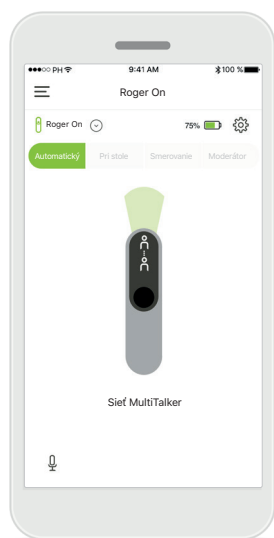 PH 9:41 AM 100 %
Roger On
Roger On 75%
Automatický Pri stole Smerovanie Moderátor
Sieť MultiTalker